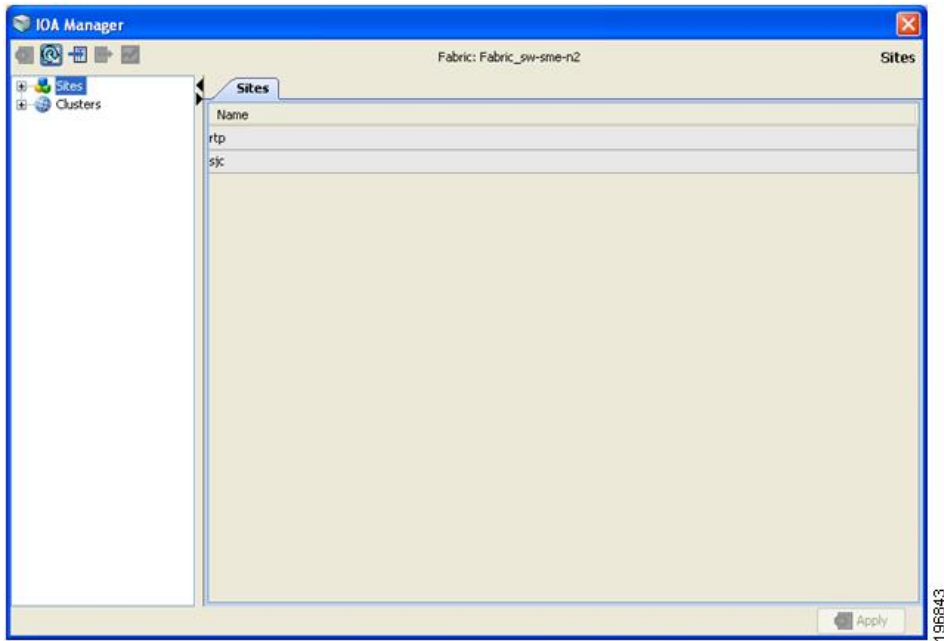 IOA Manager
Fabric: Fabric_sw-sme-n2
Sites
Sites
Clusters
Sites
Name
rtp
sjc
Apply
196843